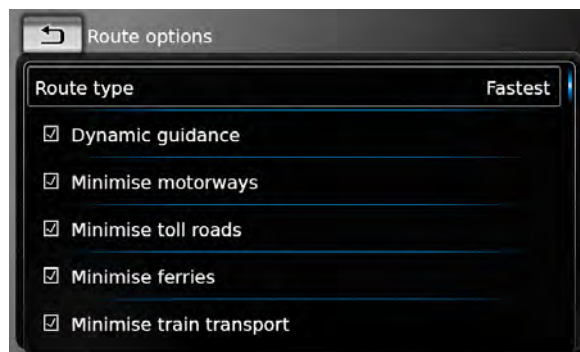 Route options
Route type Fastest
Dynamic guidance
Minimise motorways
Minimise toll roads
Minimise ferries
Minimise train transport